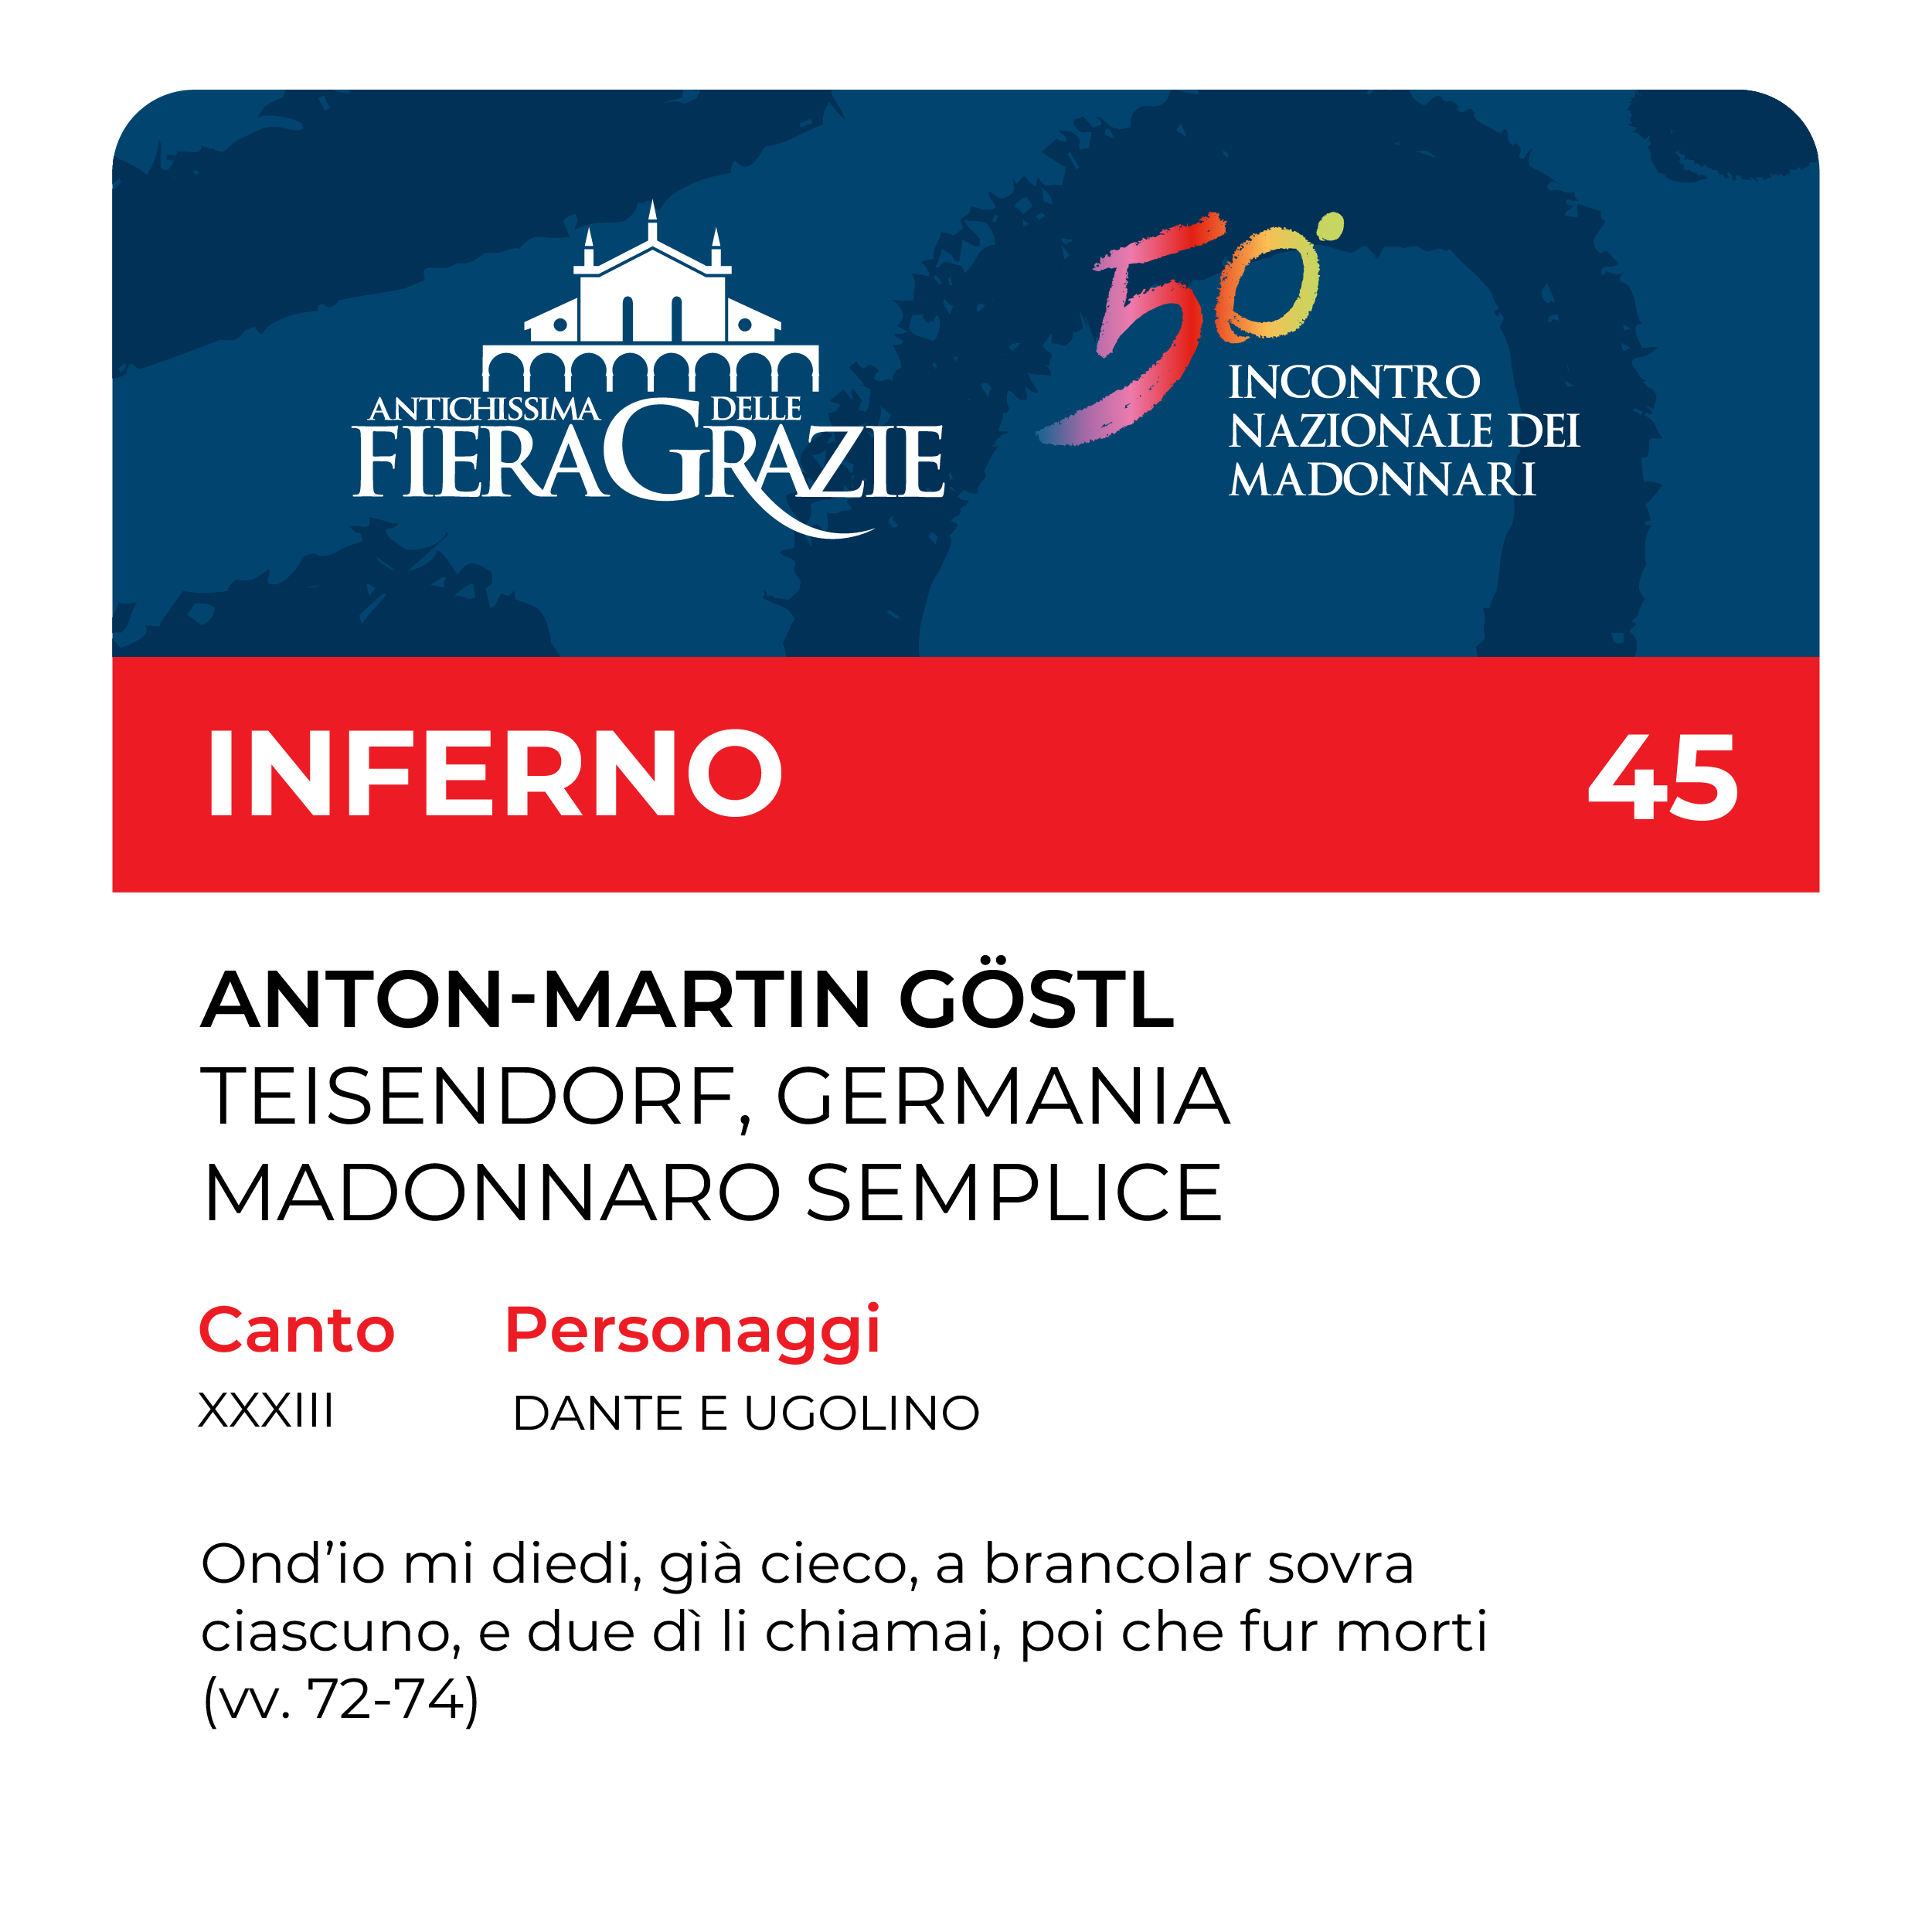 ANTICHISSIMA DELLE
FIERAGRAZIE
50°
INCONTRO
NAZIONALE DEI
MADONNARI
INFERNO 45
ANTON-MARTIN GÖSTL
TEISENDORF, GERMANIA
MADONNARO SEMPLICE
Canto Personaggi
XXXIII DANTE E UGOLINO
Ond’io mi diedi, già cieco, a brancolar sovra
ciascuno, e due dì li chiamai, poi che fur morti
(vv. 72-74)